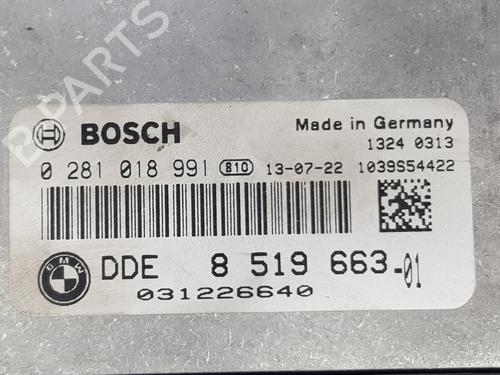 B PARTS
BOSCH
Made in Germany
1324 0313
0 281 018 991 810 13-07-22 1039S54422
BMW DDE 8 519 663-01
031226640